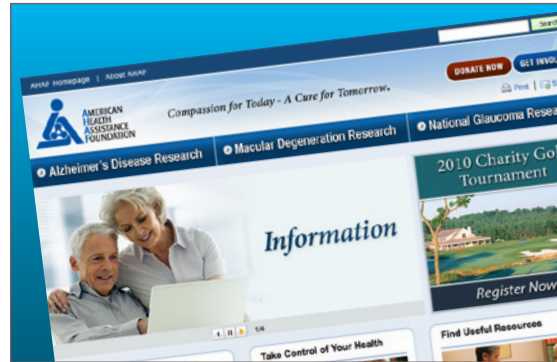 Search
AHAF Homepage | About AHAF
DONATE NOW
GET INVOL
Print
AMERICAN
HEALTH
ASSISTANCE
FOUNDATION
Compassion for Today - A Cure for Tomorrow.
Alzheimer's Disease Research
Macular Degeneration Research
National Glaucoma Resea
2010 Charity Gol
Tournament
Information
Register Now
1/4
Take Control of Your Health
Find Useful Resources